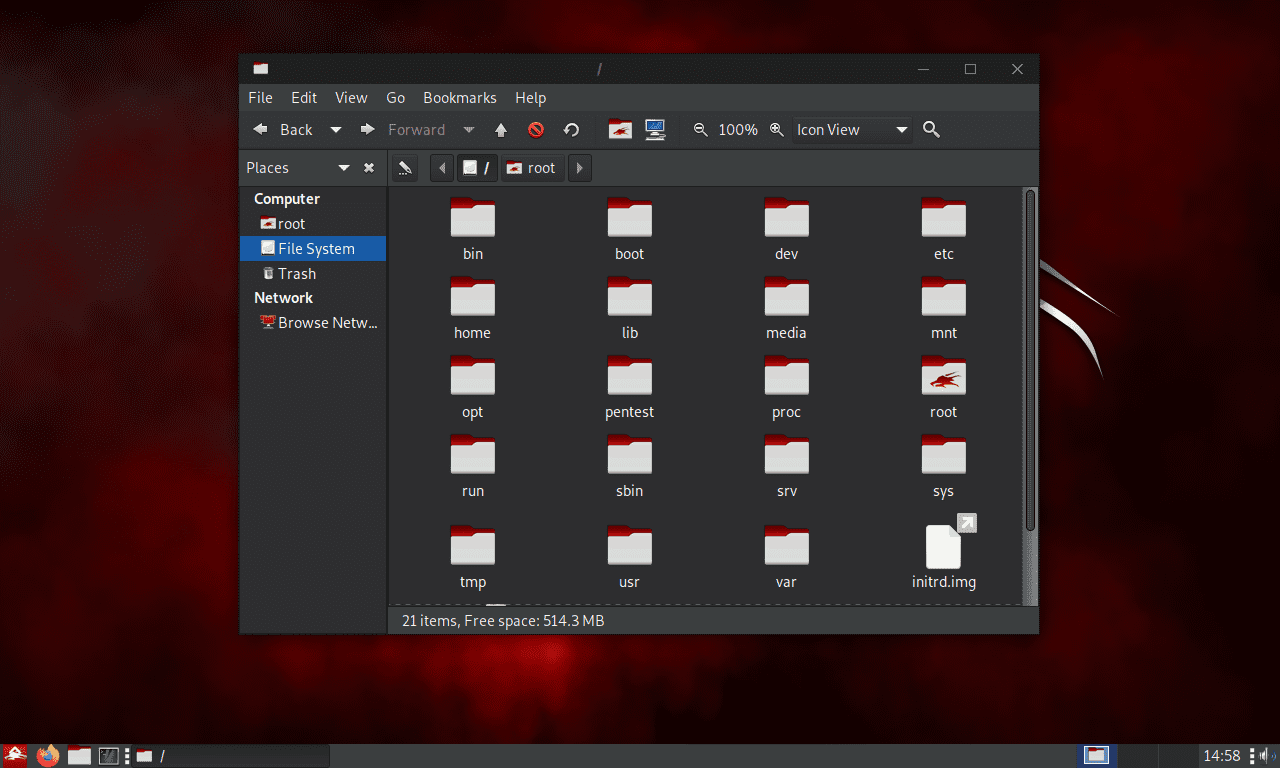 /
File Edit View Go Bookmarks Help
Back Forward 100% Icon View
Places / root
Computer
root
File System
Trash
Network
Browse Netw...
bin boot dev etc
home lib media mnt
opt pentest proc root
run sbin srv sys
tmp usr var initrd.img
21 items, Free space: 514.3 MB
/ 14:58